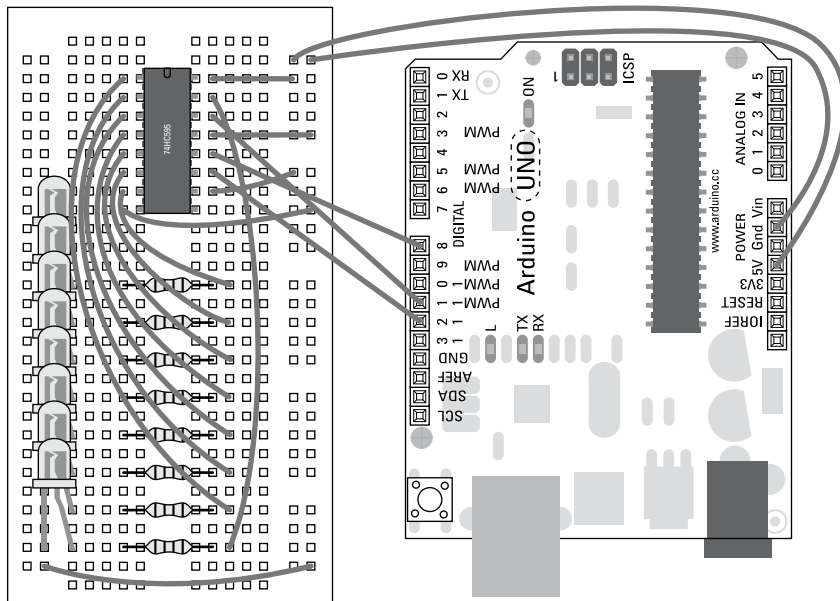 74HC595
RX 0
TX 1
2
PWM 3
4
PWM 5
PWM 6
7
8
PWM 9
PWM 10
PWM 11
12
13
GND
AREF
SDA
SCL
DIGITAL
L
TX
RX
ON
Arduino UNO
1
ICSP
www.arduino.cc
ANALOG IN
5
4
3
2
1
0
POWER
Vin
Gnd
5V
3V3
RESET
IOREF